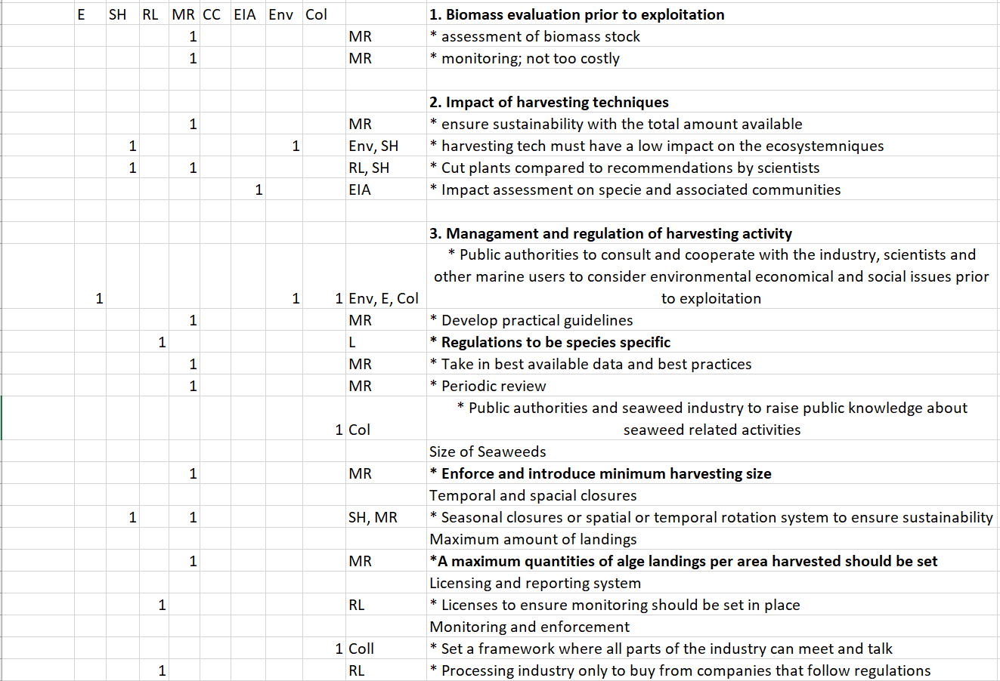 E SH RL MR CC EIA Env Col 1. Biomass evaluation prior to exploitation
1 MR * assessment of biomass stock
1 MR * monitoring; not too costly
2. Impact of harvesting techniques
1 MR * ensure sustainability with the total amount available
1 1 Env, SH * harvesting tech must have a low impact on the ecosystemniques
1 1 RL, SH * Cut plants compared to recommendations by scientists
1 EIA * Impact assessment on specie and associated communities
3. Managament and regulation of harvesting activity
* Public authorities to consult and cooperate with the industry, scientists and
other marine users to consider environmental economical and social issues prior
1 1 1 Env, E, Col to exploitation
1 MR * Develop practical guidelines
1 L * Regulations to be species specific
1 MR * Take in best available data and best practices
1 MR * Periodic review
* Public authorities and seaweed industry to raise public knowledge about
1 Col seaweed related activities
Size of Seaweeds
1 MR * Enforce and introduce minimum harvesting size
Temporal and spacial closures
1 1 SH, MR * Seasonal closures or spatial or temporal rotation system to ensure sustainability
Maximum amount of landings
1 MR *A maximum quantities of alge landings per area harvested should be set
Licensing and reporting system
1 RL * Licenses to ensure monitoring should be set in place
Monitoring and enforcement
1 Coll * Set a framework where all parts of the industry can meet and talk
1 RL * Processing industry only to buy from companies that follow regulations